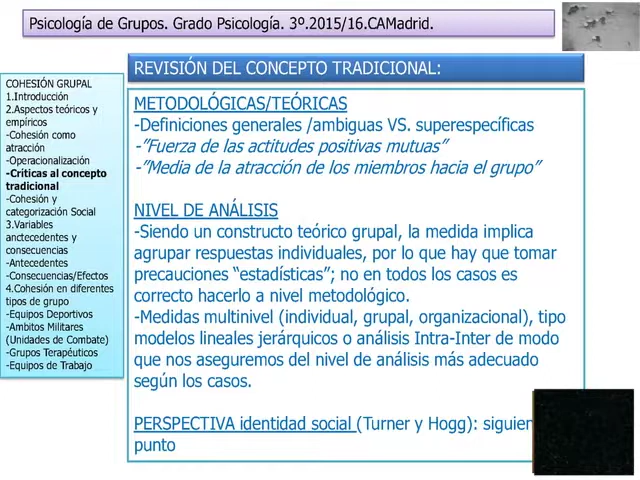 Psicología de Grupos. Grado Psicología. 3º.2015/16.CAMadrid.
COHESIÓN GRUPAL
1.Introducción
2.Aspectos teóricos y
empíricos
-Cohesión como
atracción
-Operacionalización
-Críticas al concepto
tradicional
-Cohesión y
categorización Social
3.Variables
anctecedentes y
consecuencias
-Antecedentes
-Consecuencias/Efectos
4.Cohesión en diferentes
tipos de grupo
-Equipos Deportivos
-Ambitos Militares
(Unidades de Combate)
-Grupos Terapéuticos
-Equipos de Trabajo
REVISIÓN DEL CONCEPTO TRADICIONAL:
METODOLÓGICAS/TEÓRICAS
-Definiciones generales /ambiguas VS. superespecíficas
-”Fuerza de las actitudes positivas mutuas”
-”Media de la atracción de los miembros hacia el grupo”
NIVEL DE ANÁLISIS
-Siendo un constructo teórico grupal, la medida implica
agrupar respuestas individuales, por lo que hay que tomar
precauciones “estadísticas”; no en todos los casos es
correcto hacerlo a nivel metodológico.
-Medidas multinivel (individual, grupal, organizacional), tipo
modelos lineales jerárquicos o análisis Intra-Inter de modo
que nos aseguremos del nivel de análisis más adecuado
según los casos.
PERSPECTIVA identidad social (Turner y Hogg):
punto